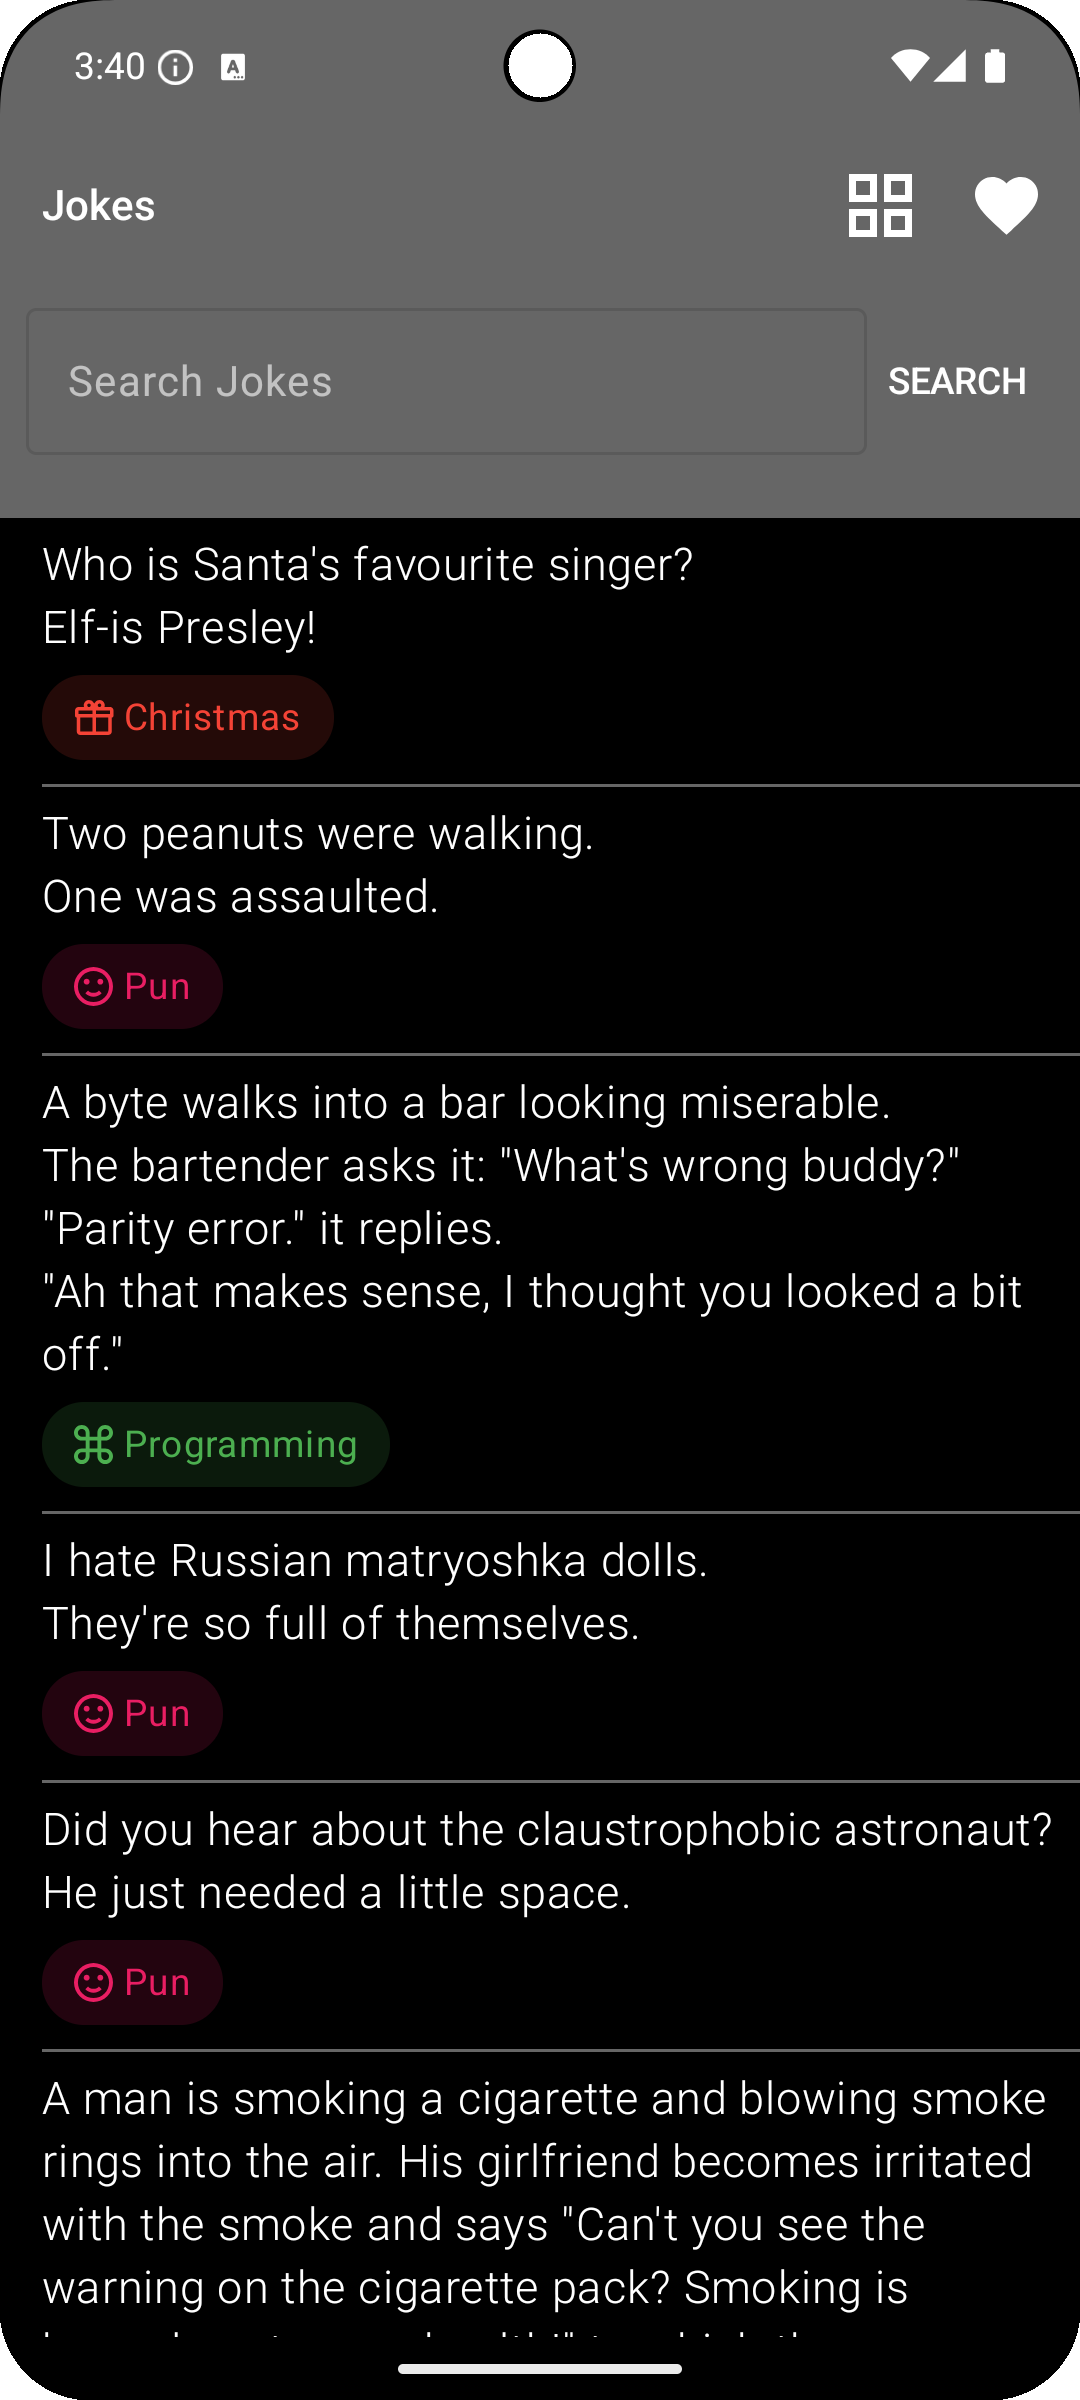 3:40
Jokes
Search Jokes
SEARCH
Who is Santa's favourite singer?
Elf-is Presley!
Christmas
Two peanuts were walking.
One was assaulted.
Pun
A byte walks into a bar looking miserable.
The bartender asks it: "What's wrong buddy?"
"Parity error." it replies.
"Ah that makes sense, I thought you looked a bit
off."
Programming
I hate Russian matryoshka dolls.
They're so full of themselves.
Pun
Did you hear about the claustrophobic astronaut?
He just needed a little space.
Pun
A man is smoking a cigarette and blowing smoke
rings into the air. His girlfriend becomes irritated
with the smoke and says "Can't you see the
warning on the cigarette pack? Smoking is